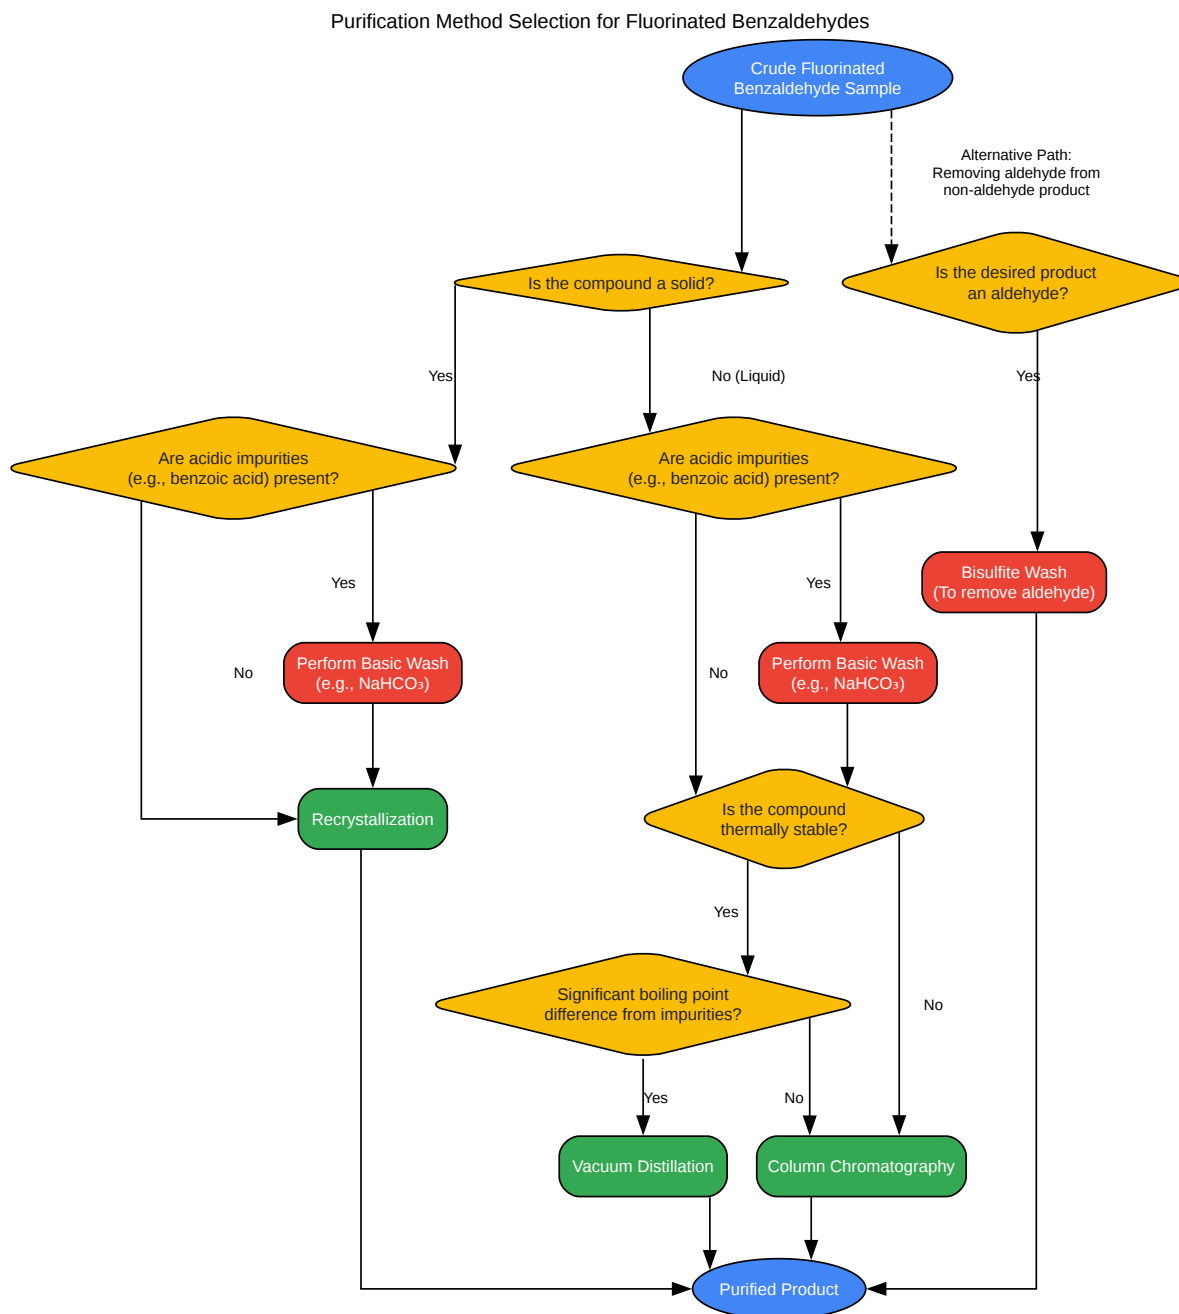 Purification Method Selection for Fluorinated Benzaldehydes
Crude Fluorinated
Benzaldehyde Sample
Alternative Path:
Removing aldehyde from
non-aldehyde product
Is the compound a solid?
Is the desired product
an aldehyde?
Yes
No (Liquid)
Yes
Are acidic impurities
(e.g., benzoic acid) present?
Are acidic impurities
(e.g., benzoic acid) present?
Yes
Yes
Bisulfite Wash
(To remove aldehyde)
No
Perform Basic Wash
(e.g., NaHCO₃)
No
Perform Basic Wash
(e.g., NaHCO₃)
Recrystallization
Is the compound
thermally stable?
Yes
Significant boiling point
difference from impurities?
No
Yes
No
Vacuum Distillation
Column Chromatography
Purified Product